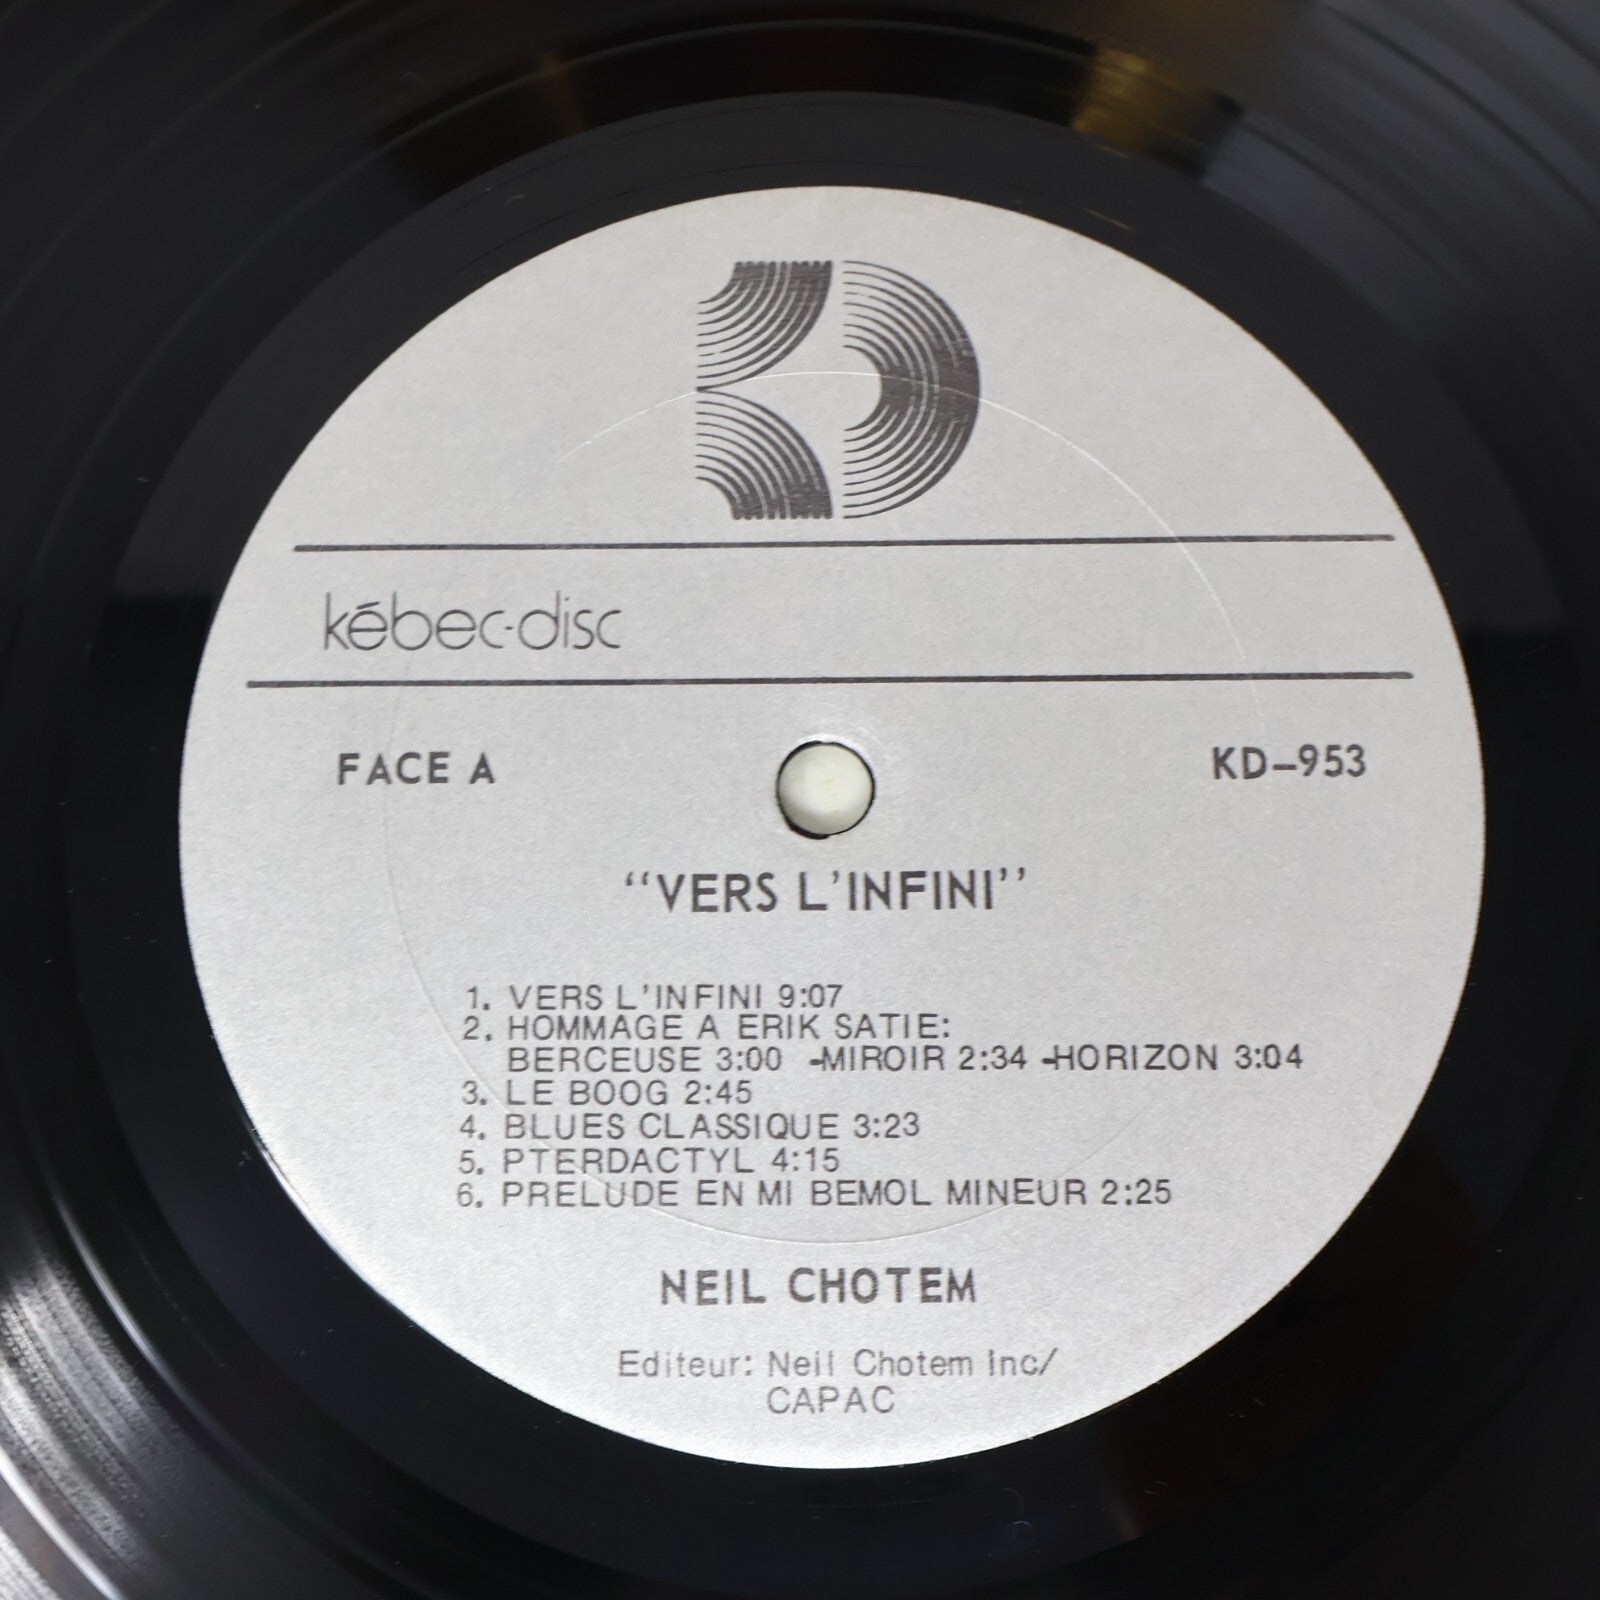 kébec-disc
FACE A
KD-953
"VERS L'INFINI"
1. VERS L'INFINI 9:07
2. HOMMAGE A ERIK SATIE:
BERCEUSE 3:00 -MIROIR 2:34 -HORIZON 3:04
3. LE BOOG 2:45
4. BLUES CLASSIQUE 3:23
5. PTERDACTYL 4:15
6. PRELUDE EN MI BEMOL MINEUR 2:25
NEIL CHOTEM
Editeur: Neil Chotem Inc/
CAPAC